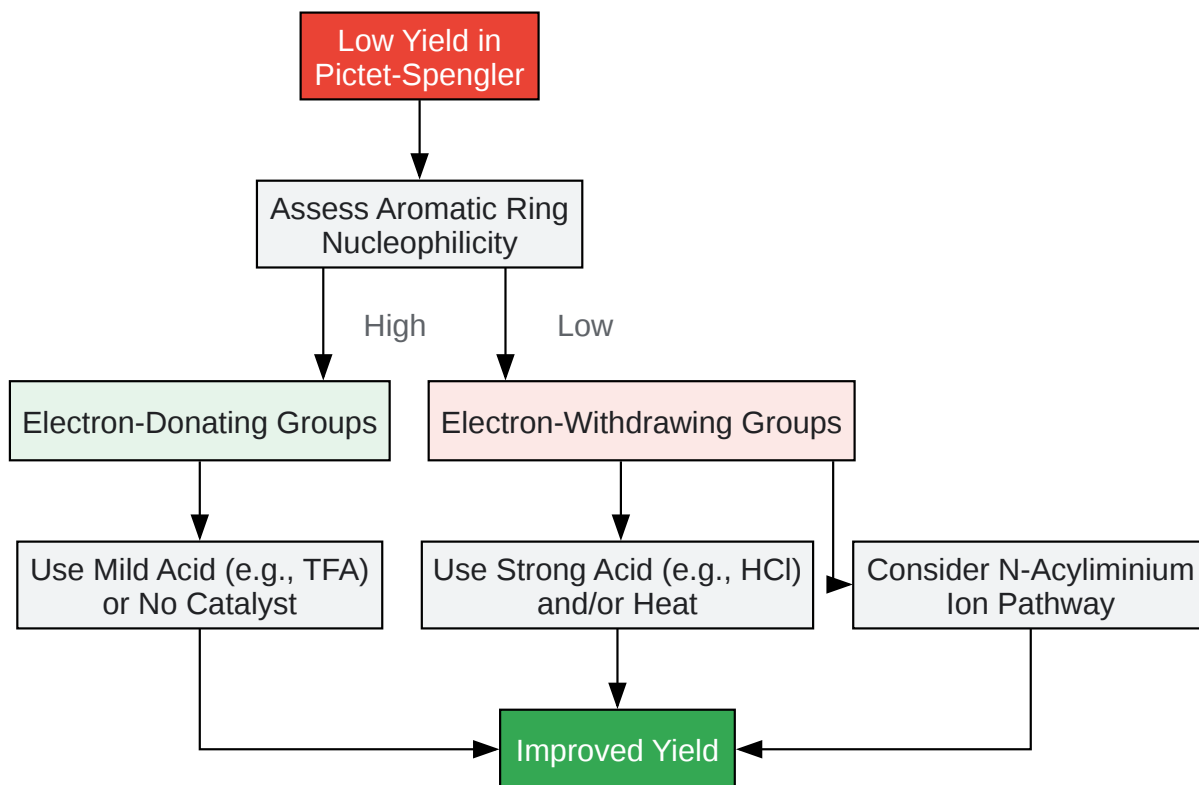 Low Yield in
Pictet-Spengler
Assess Aromatic Ring
Nucleophilicity
High
Low
Electron-Donating Groups
Electron-Withdrawing Groups
Use Mild Acid (e.g., TFA)
or No Catalyst
Use Strong Acid (e.g., HCl)
and/or Heat
Consider N-Acyliminium
Ion Pathway
Improved Yield